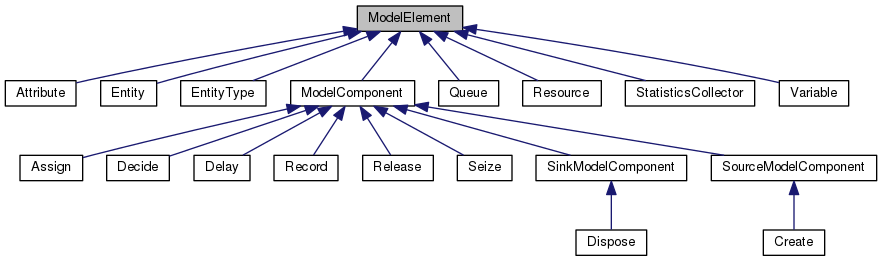 ModelElement
Attribute
Entity
EntityType
ModelComponent
Queue
Resource
StatisticsCollector
Variable
Assign
Decide
Delay
Record
Release
Seize
SinkModelComponent
SourceModelComponent
Dispose
Create